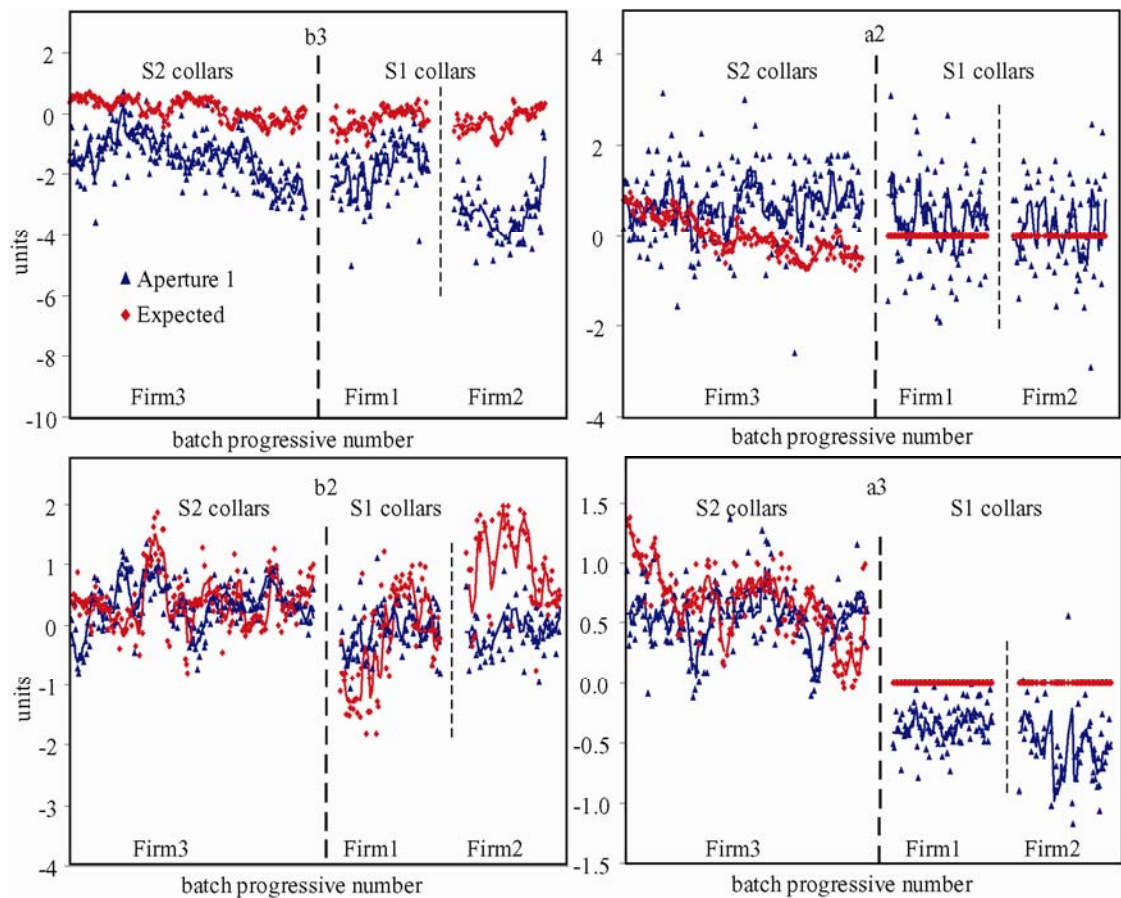 b3
S2 collars
S1 collars
2
0
-2
-4
-6
-8
-10
units
Aperture 1
Expected
Firm3
Firm1
Firm2
batch progressive number
a2
S2 collars
S1 collars
4
2
0
-2
-4
Firm3
Firm1
Firm2
batch progressive number
b2
S2 collars
S1 collars
2
1
0
-1
-2
-3
-4
units
Firm3
Firm1
Firm2
batch progressive number
a3
S2 collars
S1 collars
1.5
1.0
0.5
0.0
-0.5
-1.0
-1.5
Firm3
Firm1
Firm2
batch progressive number